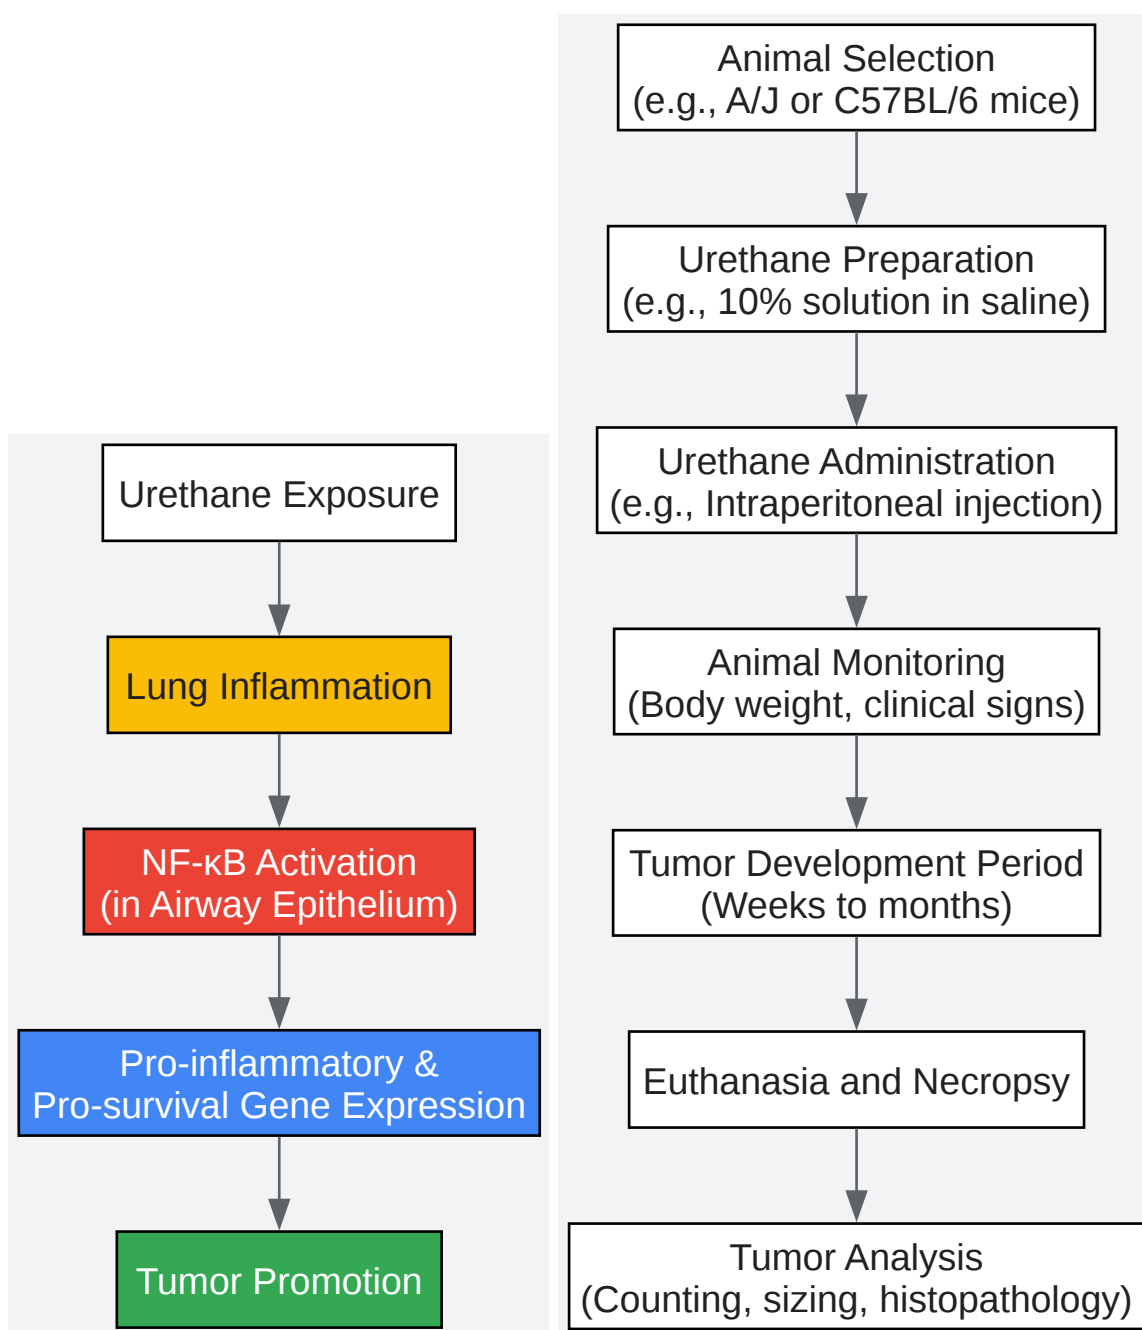 Urethane Exposure
Lung Inflammation
NF-κB Activation
(in Airway Epithelium)
Pro-inflammatory &
Pro-survival Gene Expression
Tumor Promotion
Animal Selection
(e.g., A/J or C57BL/6 mice)
Urethane Preparation
(e.g., 10% solution in saline)
Urethane Administration
(e.g., Intraperitoneal injection)
Animal Monitoring
(Body weight, clinical signs)
Tumor Development Period
(Weeks to months)
Euthanasia and Necropsy
Tumor Analysis
(Counting, sizing, histopathology)